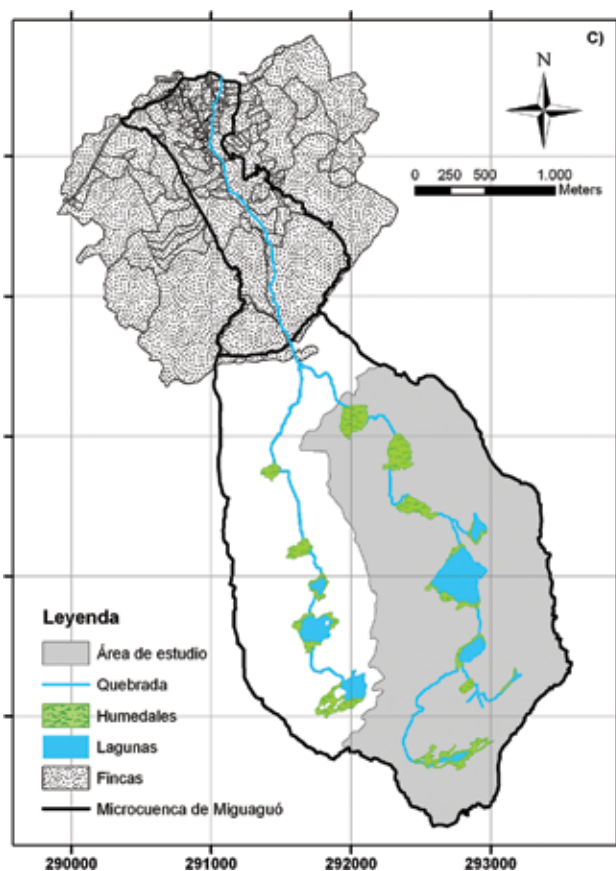 C)
N
0 250 500 1.000
Meters
Leyenda
Área de estudio
Quebrada
Humedales
Lagunas
Fincas
Microcuenca de Miguaguó
290000 291000 292000 293000